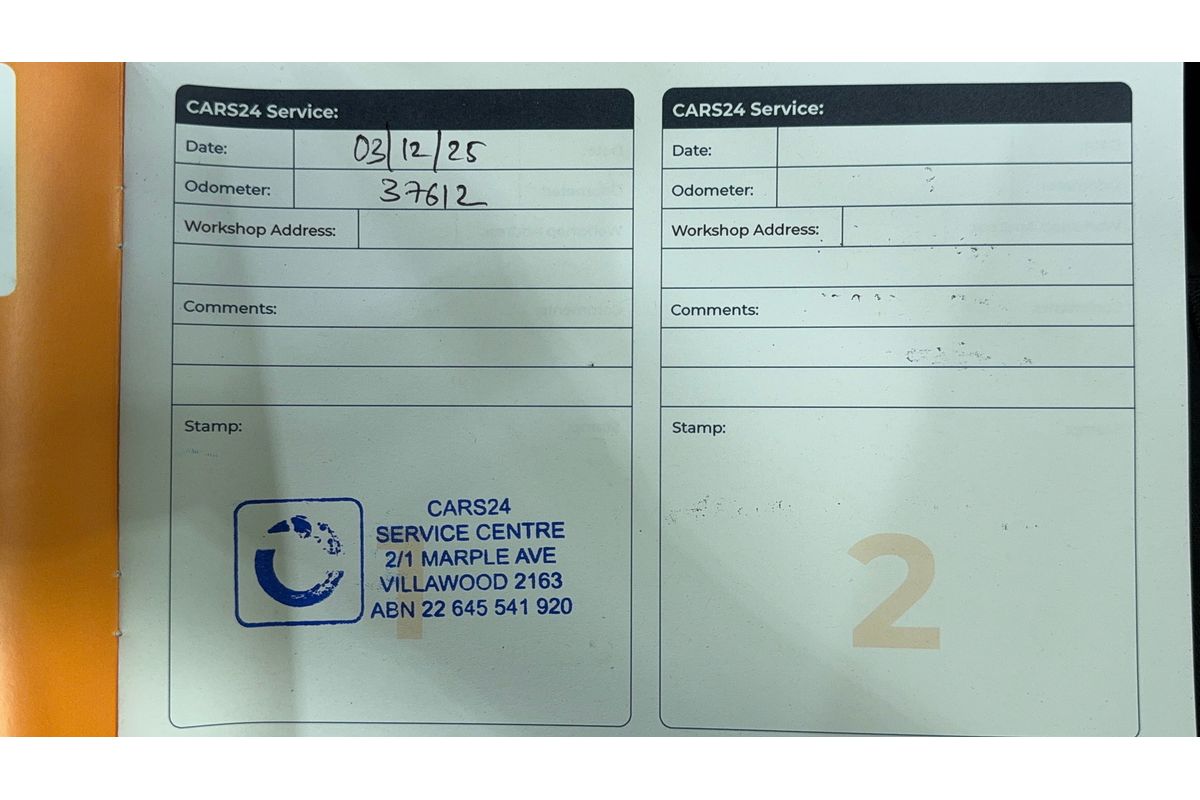 CARS24 Service:
Date: 03/12/25
Odometer: 37612
Workshop Address:
Comments:
Stamp:
CARS24
SERVICE CENTRE
2/1 MARPLE AVE
VILLAWOOD 2163
ABN 22 645 541 920
1
CARS24 Service:
Date:
Odometer:
Workshop Address:
Comments:
Stamp:
2